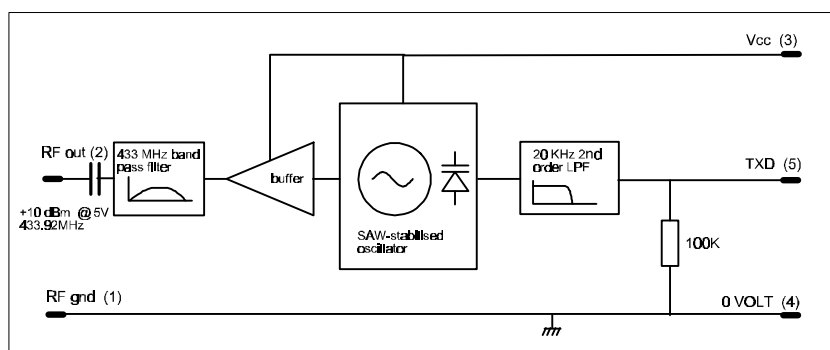 Vcc (3)
RF out (2)
433 MHz band
pass filter
buffer
20 KHz 2nd
order LPF
TXD (5)
+10 dBm @ 5V
433.92MHz
SAW-stabilised
oscillator
100K
RF gnd (1)
0 VOLT (4)